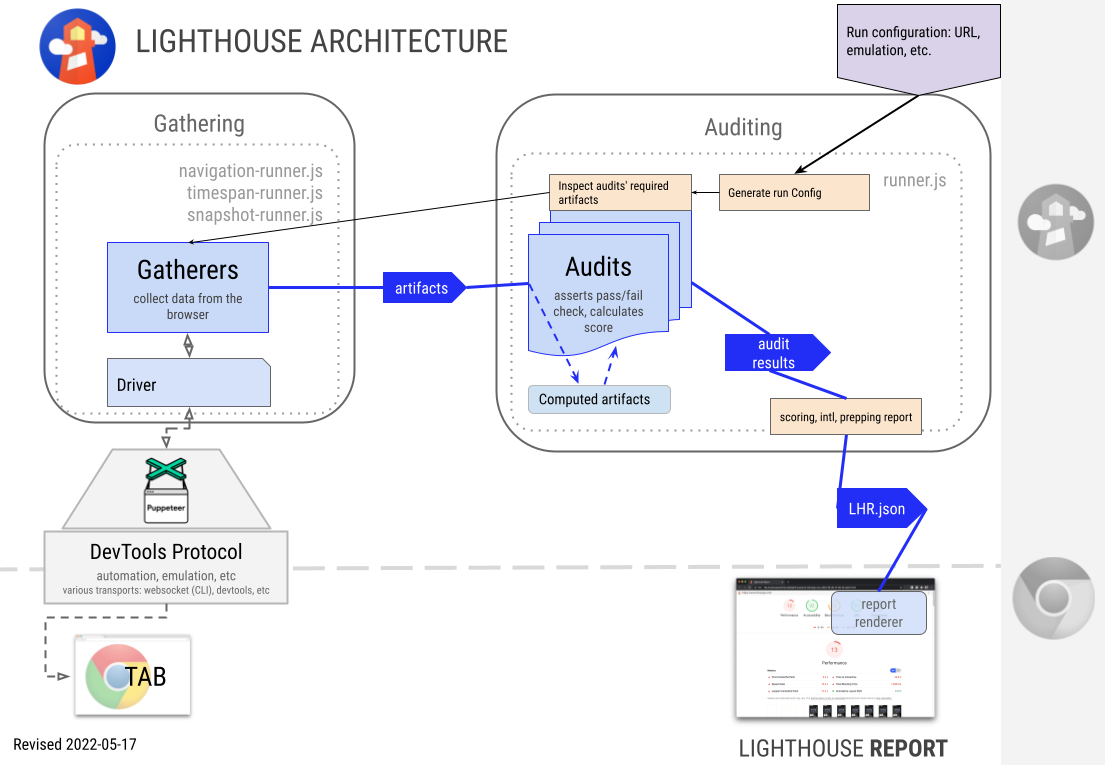 LIGHTHOUSE ARCHITECTURE
Run configuration: URL,
emulation, etc.
Gathering
navigation-runner.js
timespan-runner.js
snapshot-runner.js
Gatherers
collect data from the
browser
Driver
artifacts
Auditing
runner.js
Inspect audits' required
artifacts
Generate run Config
Audits
asserts pass/fail
check, calculates
score
Computed artifacts
audit
results
scoring, intl, prepping report
LHR.json
Puppeteer
DevTools Protocol
automation, emulation, etc
various transports: websocket (CLI), devtools, etc
TAB
report
renderer
13
Performance
LIGHTHOUSE REPORT
Revised 2022-05-17